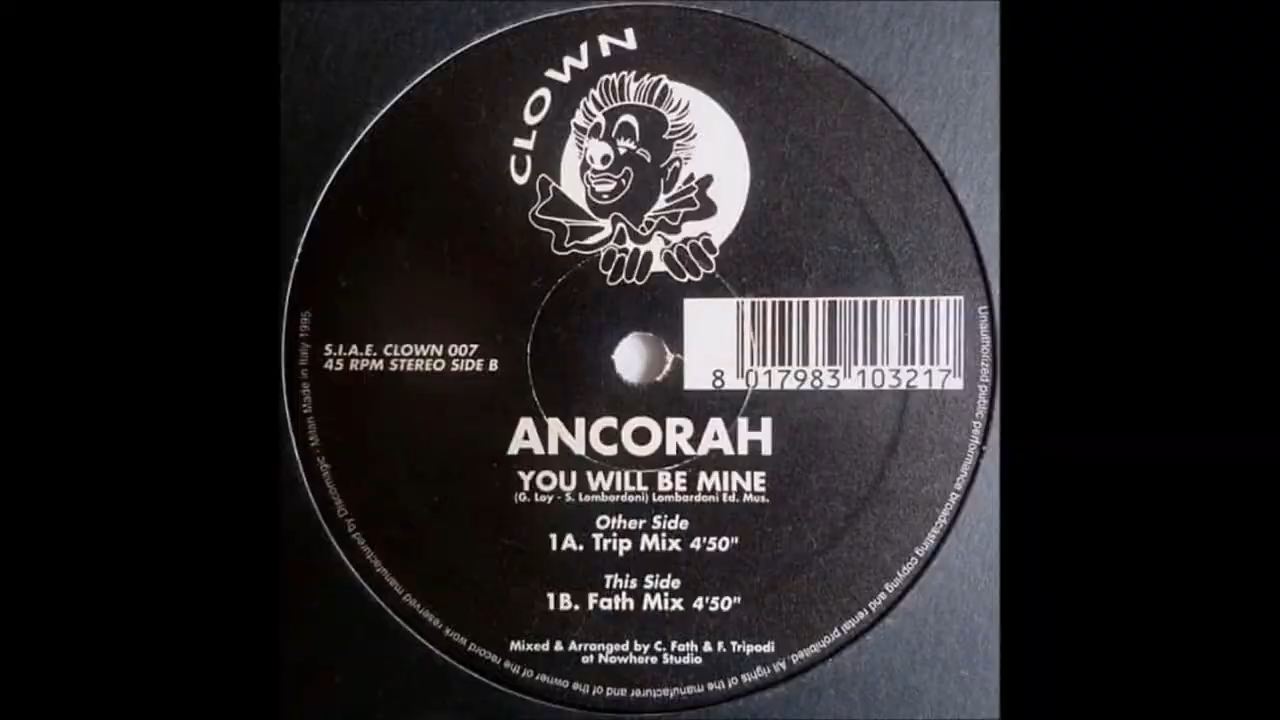 CLOWN
S.I.A.E. CLOWN 007
45 RPM STEREO SIDE B
8 017983 103217
ANCORAH
YOU WILL BE MINE
(G. Loy - S. Lombardoni) Lombardoni Ed. Mus.
Other Side
1A. Trip Mix 4'50"
This Side
1B. Fath Mix 4'50"
Mixed & Arranged by C. Fath & F. Tripodi
at Nowhere Studio
Unauthorized public performance broadcasting copying and rental prohibited. All rights of the manufacturer and of the owner of the record work reserved manufactured by Discomagic - Milan Made in Italy 1995